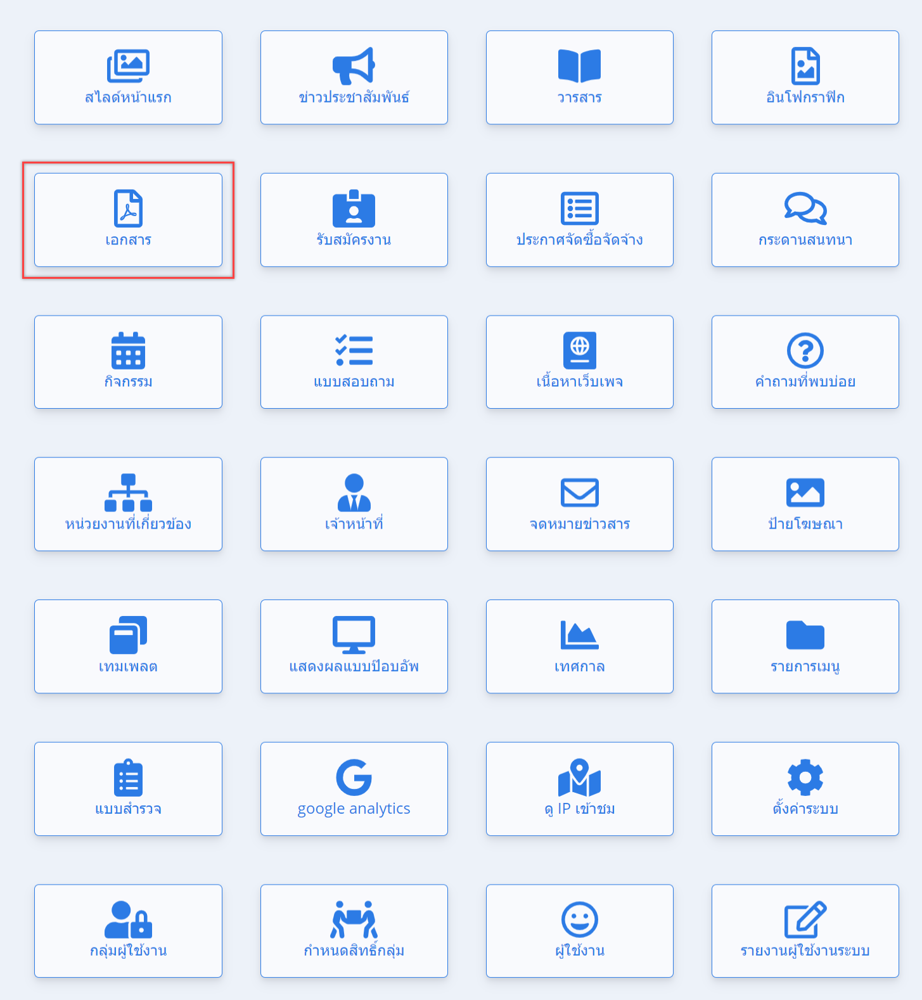 สไลด์หน้าแรก
ข่าวประชาสัมพันธ์
วารสาร
อินโฟกราฟิก
เอกสาร
รับสมัครงาน
ประกาศจัดซื้อจัดจ้าง
กระดานสนทนา
กิจกรรม
แบบสอบถาม
เนื้อหาเว็บเพจ
คำถามที่พบบ่อย
หน่วยงานที่เกี่ยวข้อง
เจ้าหน้าที่
จดหมายข่าวสาร
ป้ายโฆษณา
เทมเพลต
แสดงผลแบบป๊อบอัพ
เทศกาล
รายการเมนู
แบบสำรวจ
google analytics
ดู IP เข้าชม
ตั้งค่าระบบ
กลุ่มผู้ใช้งาน
กำหนดสิทธิ์กลุ่ม
ผู้ใช้งาน
รายงานผู้ใช้งานระบบ